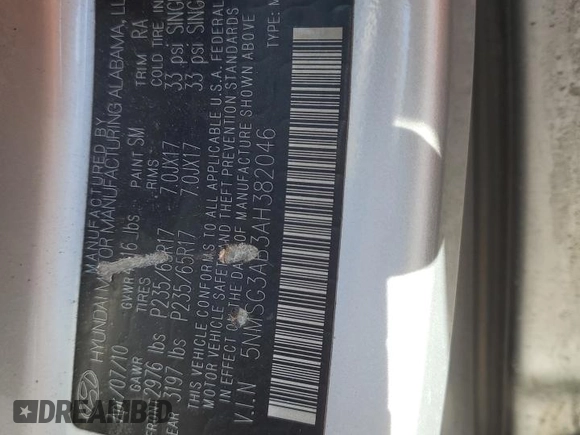 HYUNDAI
MANUFACTURED BY
HYUNDAI MOTOR MANUFACTURING ALABAMA, LL
07/10
GVWR 16 lbs
PAINT SM
TRIM RA
TYPE: M
GAWR
TIRES
RIMS
COLD TIRE IN
2976 lbs P235/65R17 7.0JX17 33 psi SING
3197 lbs P235/65R17 7.0JX17 33 psi SING
THIS VEHICLE CONFORMS TO ALL APPLICABLE U.S.A. FEDERAL
MOTOR VEHICLE SAFETY AND THEFT PREVENTION STANDARDS
IN EFFECT ON THE DATE OF MANUFACTURE SHOWN ABOVE
V.I.N 5NMSG3AB3AH382046
DREAMBID